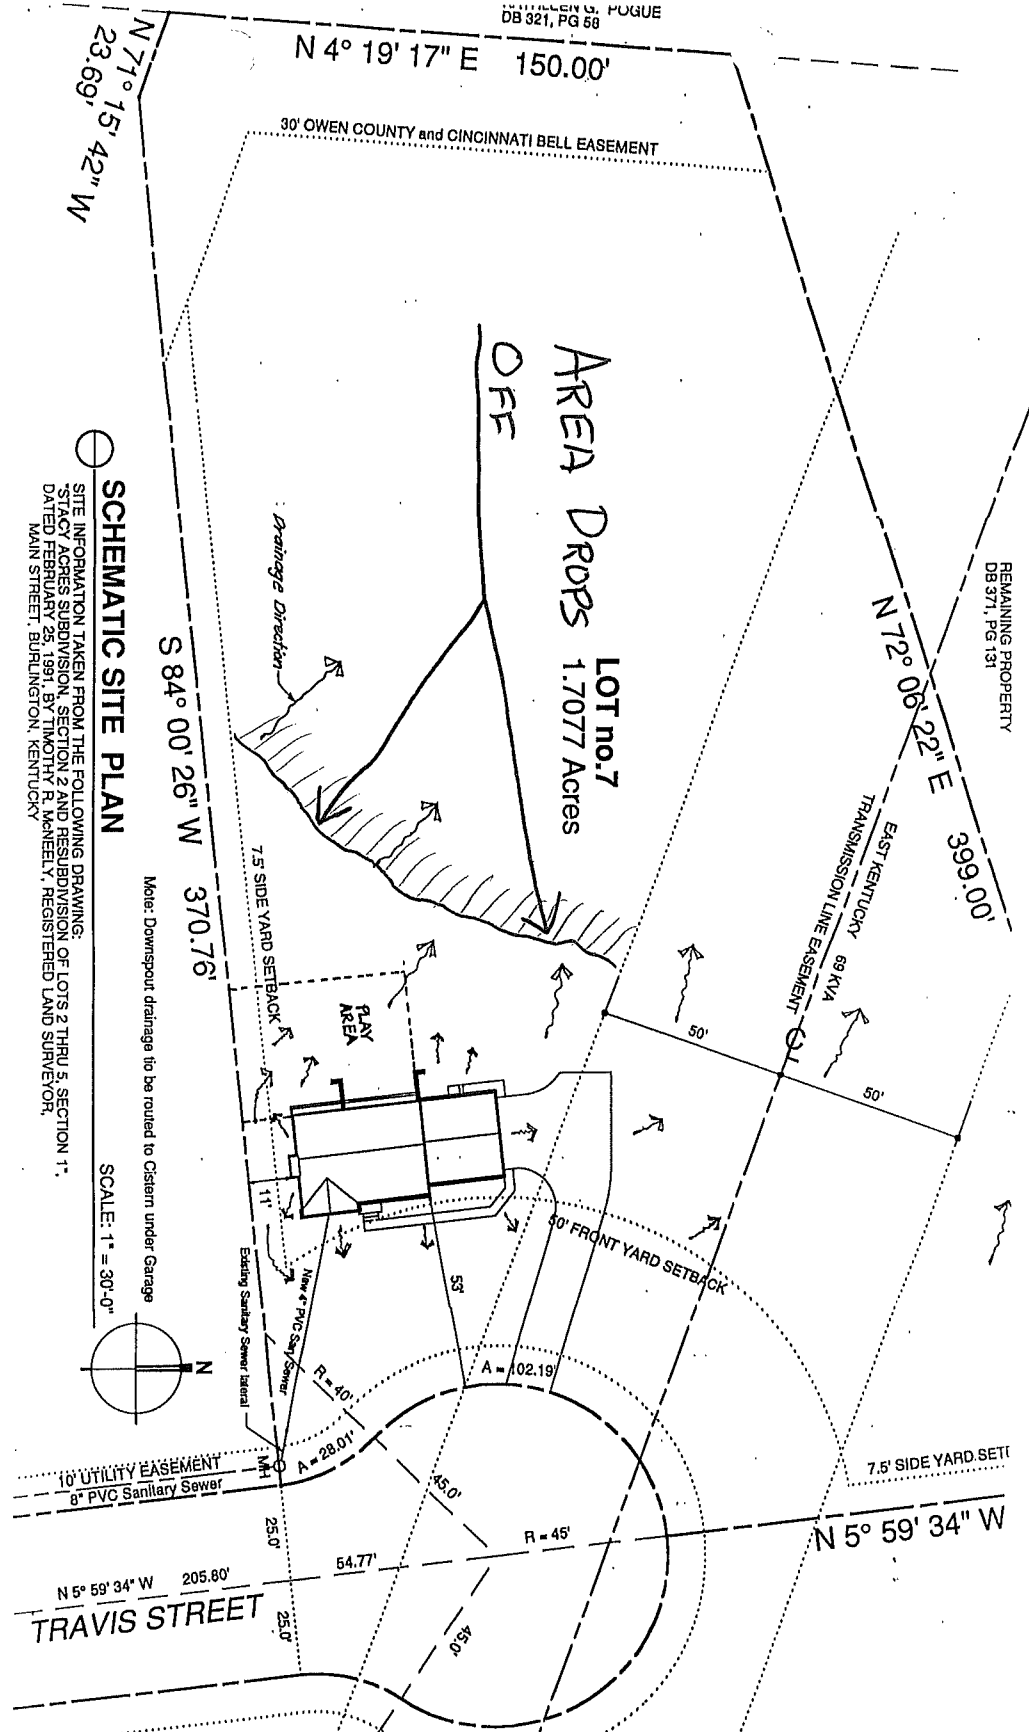 DB 321, PG 58
N 4° 19' 17" E 150.00'
N 71° 15' 42" W
23.69'
30' OWEN COUNTY and CINCINNATI BELL EASEMENT
AREA DROPS
OFF
LOT no.7
1.7077 Acres
REMAINING PROPERTY
DB 371, PG 131
N 72° 06' 22" E 399.00'
EAST KENTUCKY 69 KVA
TRANSMISSION LINE EASEMENT
50'
50'
Drainage Direction
S 84° 00' 26" W 370.76'
7.5' SIDE YARD SETBACK
PLAY
AREA
11'
53'
50' FRONT YARD SETBACK
SCHEMATIC SITE PLAN
SCALE: 1" = 30'-0"
SITE INFORMATION TAKEN FROM THE FOLLOWING DRAWING:
"STACY ACRES SUBDIVISION, SECTION 2 AND RESUBDIVISION OF LOTS 2 THRU 5, SECTION 1",
DATED FEBRUARY 25, 1991, BY TIMOTHY R. McNEELY, REGISTERED LAND SURVEYOR,
MAIN STREET, BURLINGTON, KENTUCKY
Mote: Downspout drainage tio be routed to Cistern under Garage
N
Existing Sanitary Sewer lateral
New 4" PVC San Sewer
R = 40'
A = 102.19'
A = 28.01'
MH
10' UTILITY EASEMENT
8" PVC Sanitary Sewer
45.0'
7.5' SIDE YARD
R = 45'
N 5° 59' 34" W
25.0'
54.77'
N 5° 59' 34" W 205.80'
TRAVIS STREET
25.0'
45.0'